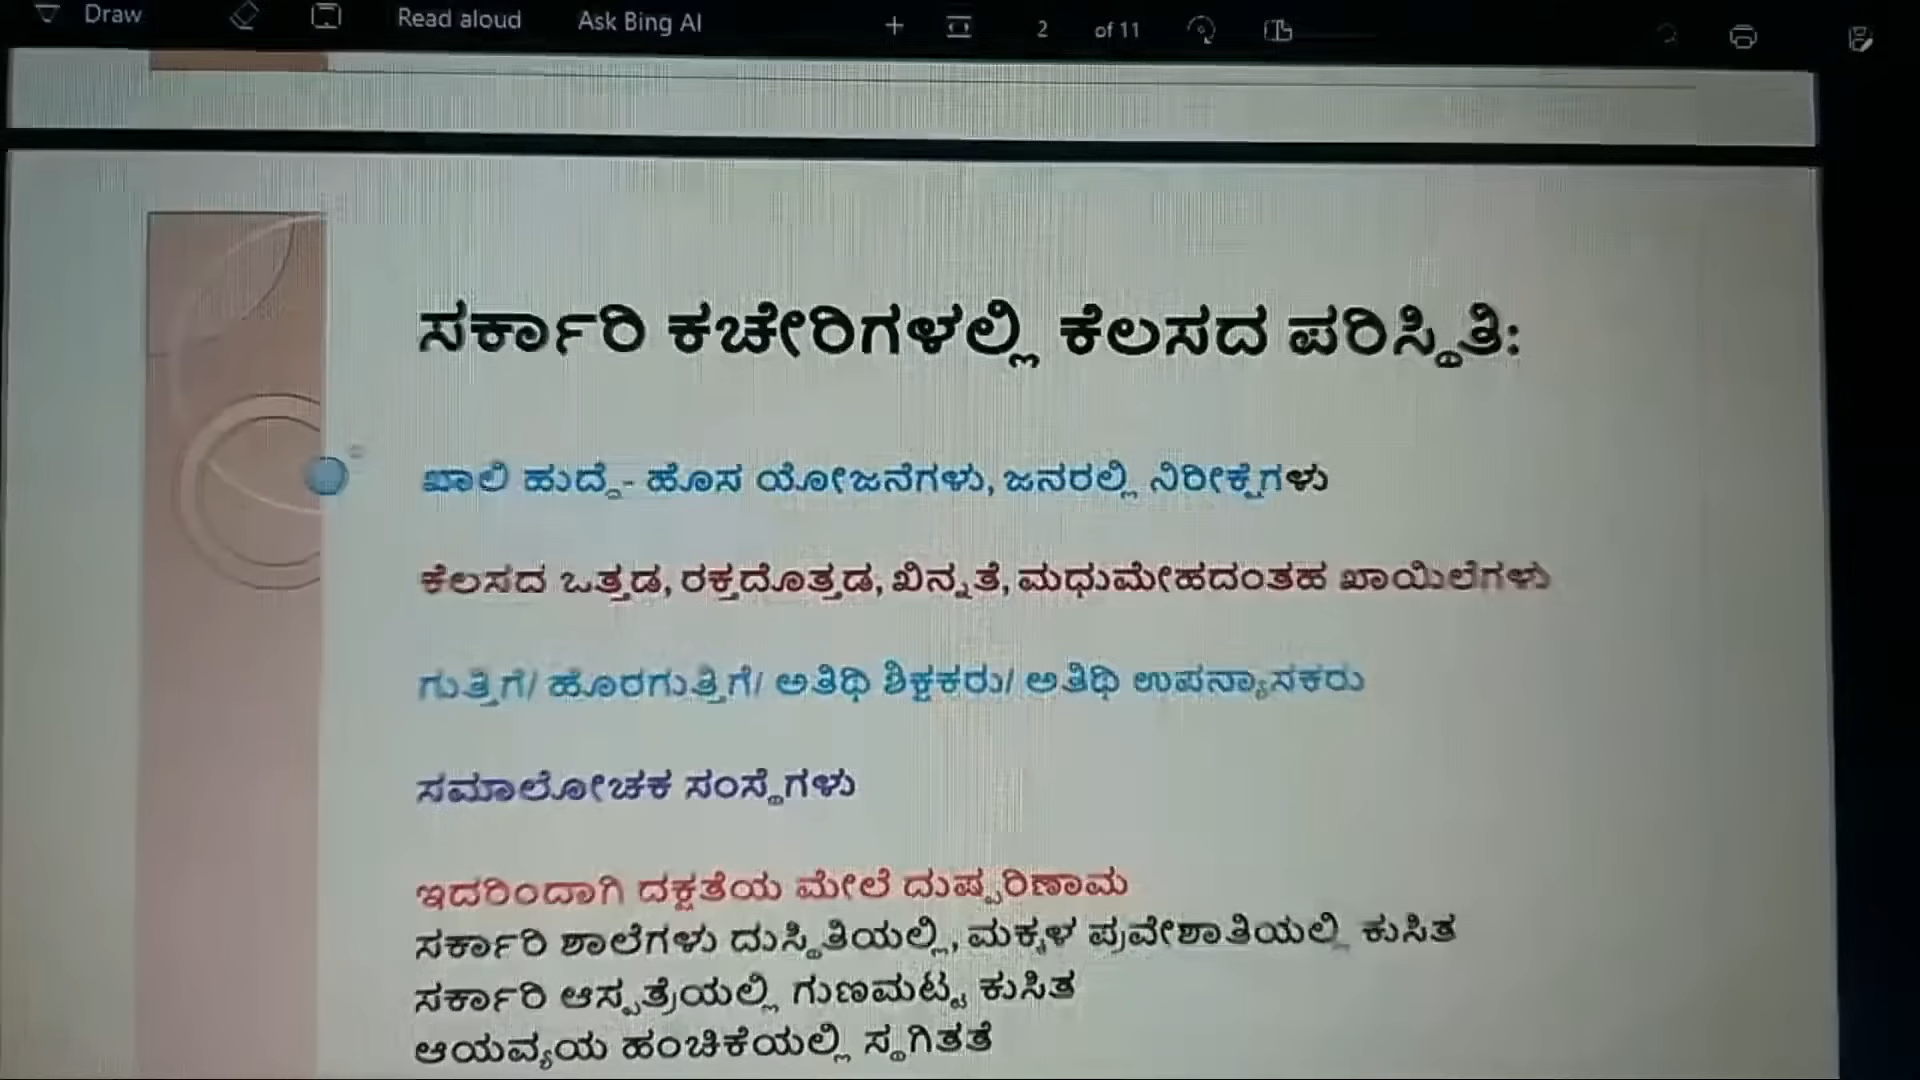 Draw Read aloud Ask Bing AI + 2 of 11
ಸರ್ಕಾರಿ ಕಚೇರಿಗಳಲ್ಲಿ ಕೆಲಸದ ಪರಿಸ್ಥಿತಿ:
ಖಾಲಿ ಹುದ್ದೆ- ಹೊಸ ಯೋಜನೆಗಳು, ಜನರಲ್ಲಿ ನಿರೀಕ್ಷೆಗಳು
ಕೆಲಸದ ಒತ್ತಡ, ರಕ್ತದೊತ್ತಡ, ಖಿನ್ನತೆ, ಮಧುಮೇಹದಂತಹ ಖಾಯಿಲೆಗಳು
ಗುತ್ತಿಗೆ/ ಹೊರಗುತ್ತಿಗೆ/ ಅತಿಥಿ ಶಿಕ್ಷಕರು/ ಅತಿಥಿ ಉಪನ್ಯಾಸಕರು
ಸಮಾಲೋಚಕ ಸಂಸ್ಥೆಗಳು
ಇದರಿಂದಾಗಿ ದಕ್ಷತೆಯ ಮೇಲೆ ದುಷ್ಪರಿಣಾಮ
ಸರ್ಕಾರಿ ಶಾಲೆಗಳು ದುಸ್ಥಿತಿಯಲ್ಲಿ, ಮಕ್ಕಳ ಪ್ರವೇಶಾತಿಯಲ್ಲಿ ಕುಸಿತ
ಸರ್ಕಾರಿ ಆಸ್ಪತ್ರೆಯಲ್ಲಿ ಗುಣಮಟ್ಟ ಕುಸಿತ
ಆಯವ್ಯಯ ಹಂಚಿಕೆಯಲ್ಲಿ ಸ್ಥಗಿತತೆ